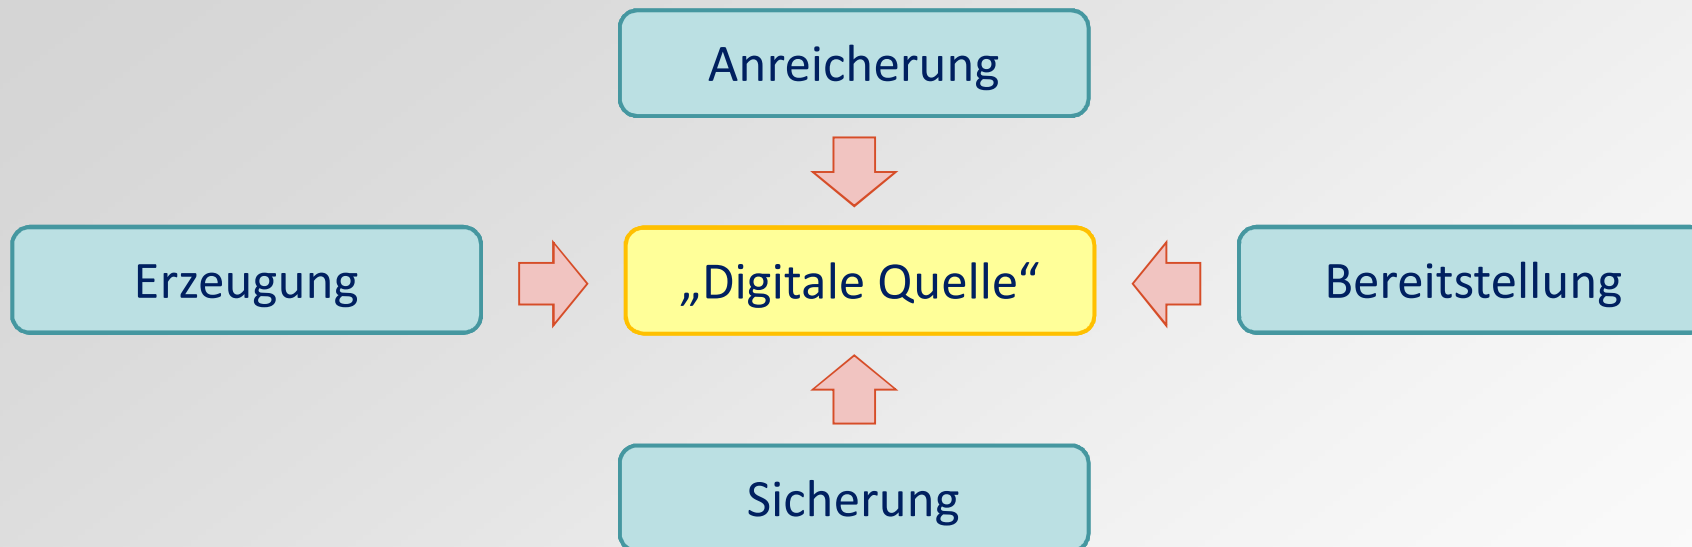 Anreicherung
Erzeugung
„Digitale Quelle“
Bereitstellung
Sicherung